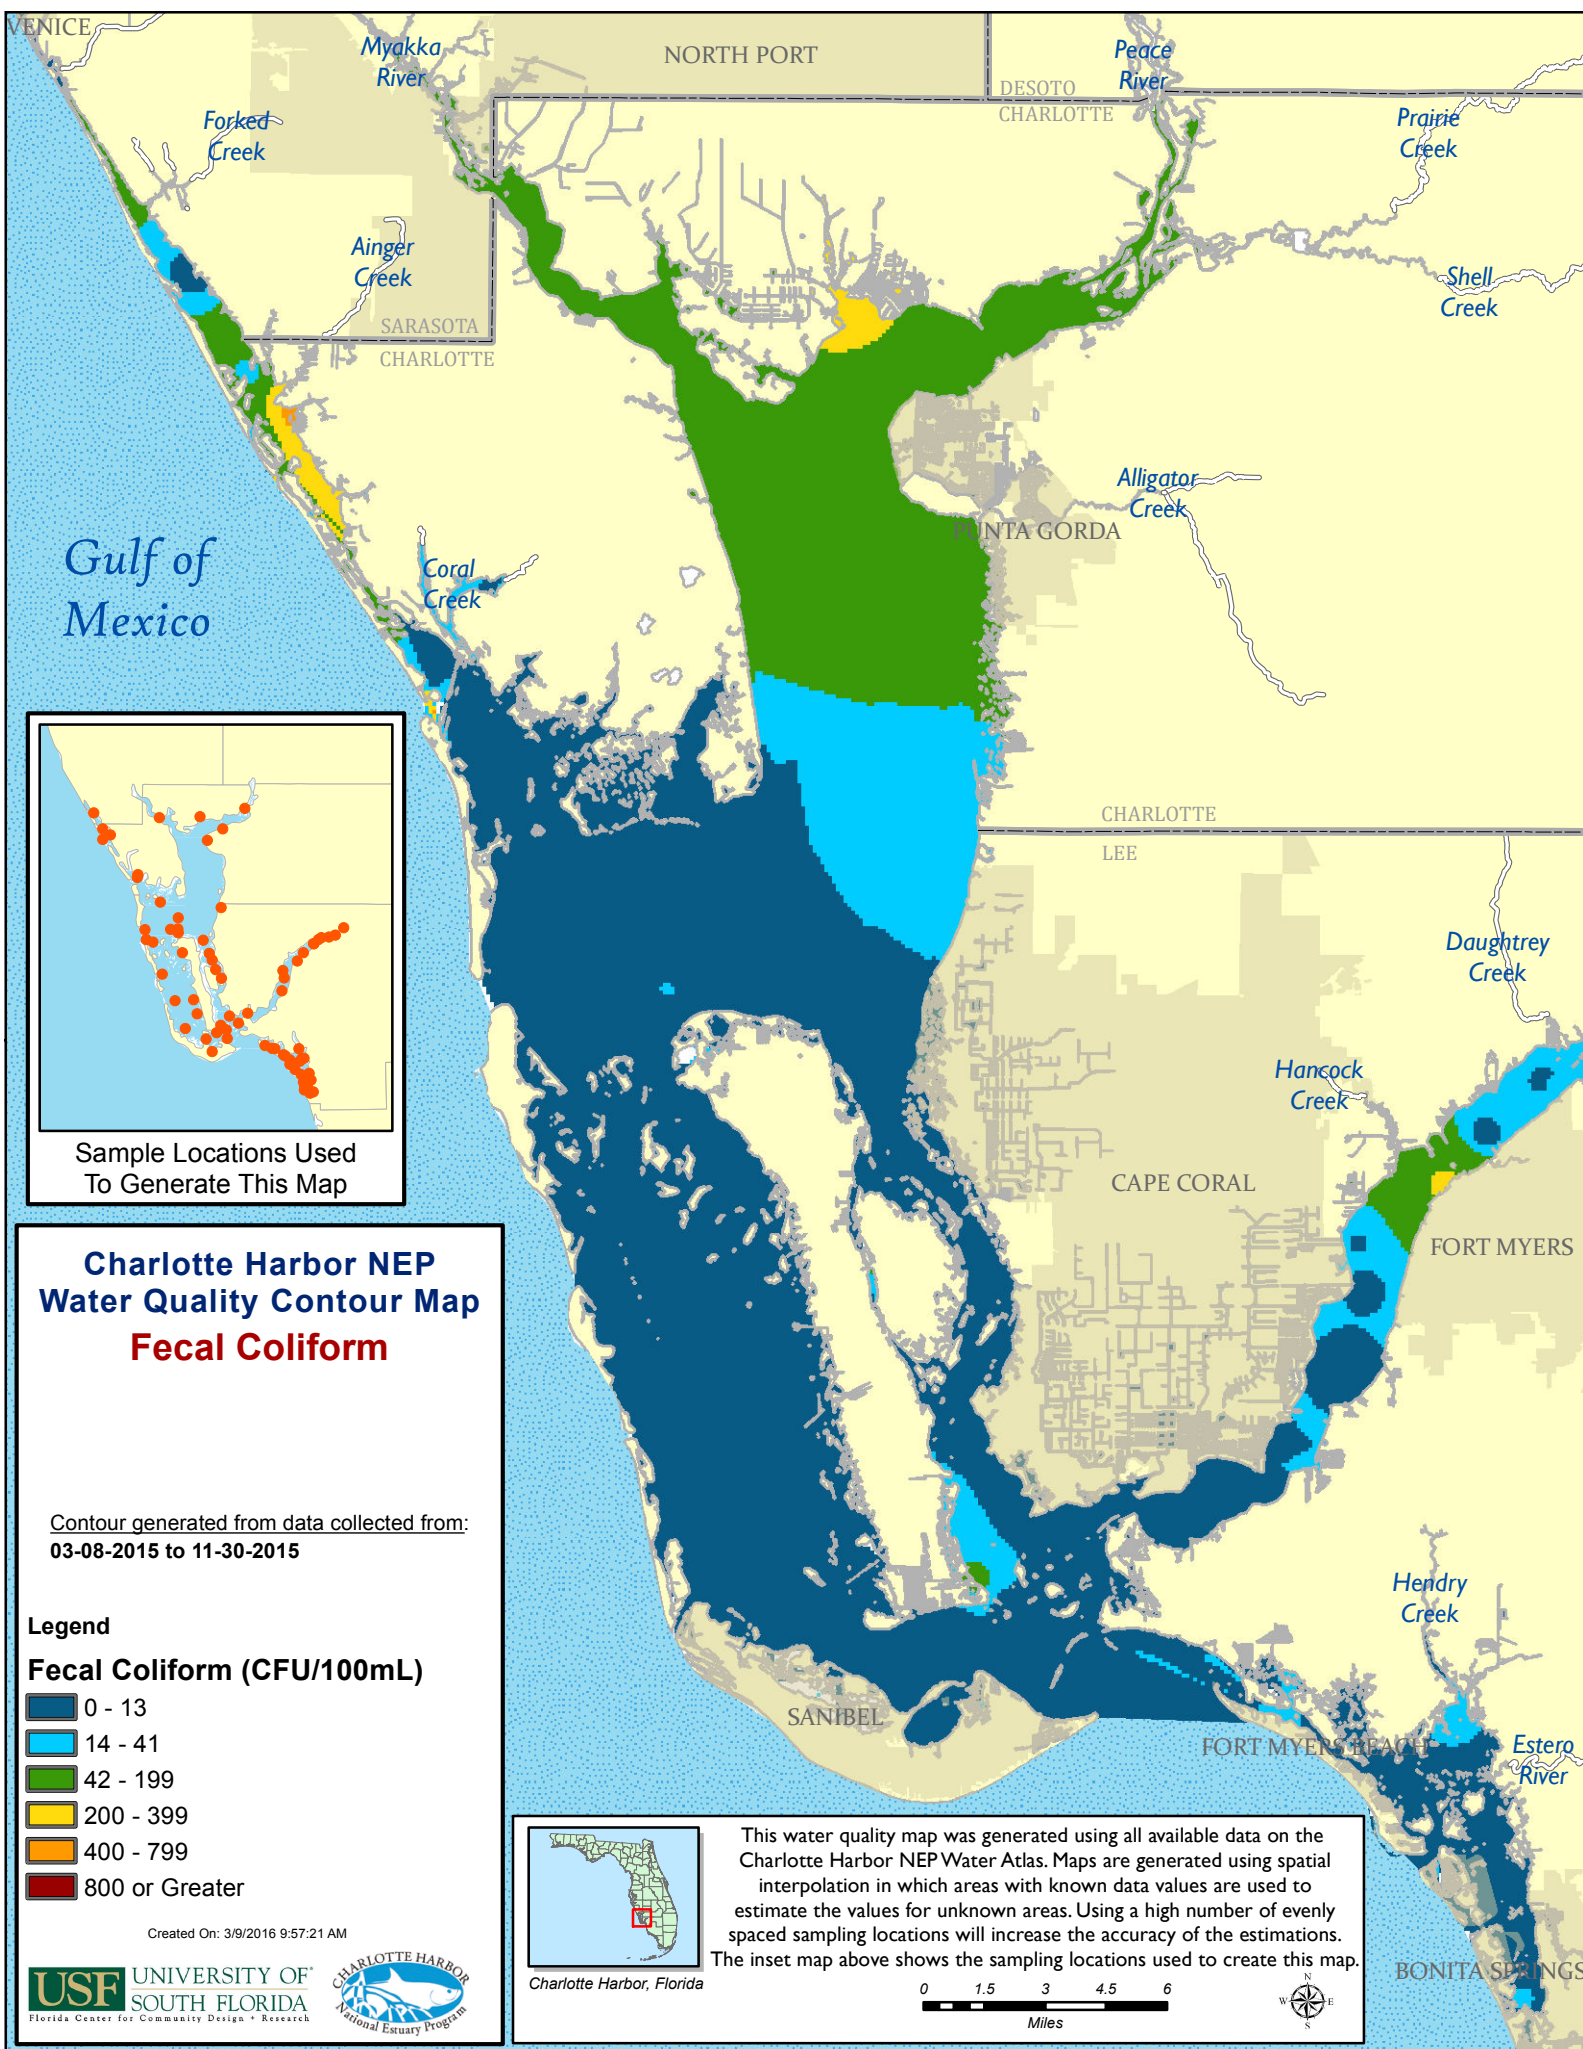 VENICE
Myakka
River
NORTH PORT
Peace
River
DESOTO
CHARLOTTE
Forked
Creek
Prairie
Creek
Ainger
Creek
Shell
Creek
SARASOTA
CHARLOTTE
Alligator
Creek
PUNTA GORDA
Gulf of
Mexico
Coral
Creek
CHARLOTTE
LEE
Daughtrey
Creek
Hancock
Creek
CAPE CORAL
FORT MYERS
Sample Locations Used
To Generate This Map
Charlotte Harbor NEP
Water Quality Contour Map
Fecal Coliform
Contour generated from data collected from:
03-08-2015 to 11-30-2015
Legend
Fecal Coliform (CFU/100mL)
0 - 13
14 - 41
42 - 199
200 - 399
400 - 799
800 or Greater
Created On: 3/9/2016 9:57:21 AM
USF UNIVERSITY OF
SOUTH FLORIDA
Florida Center for Community Design + Research
CHARLOTTE HARBOR
National Estuary Program
Hendry
Creek
SANIBEL
FORT MYERS BEACH
Estero
River
BONITA SPRINGS
Charlotte Harbor, Florida
This water quality map was generated using all available data on the
Charlotte Harbor NEP Water Atlas. Maps are generated using spatial
interpolation in which areas with known data values are used to
estimate the values for unknown areas. Using a high number of evenly
spaced sampling locations will increase the accuracy of the estimations.
The inset map above shows the sampling locations used to create this map.
0 1.5 3 4.5 6
Miles
N
W E
S